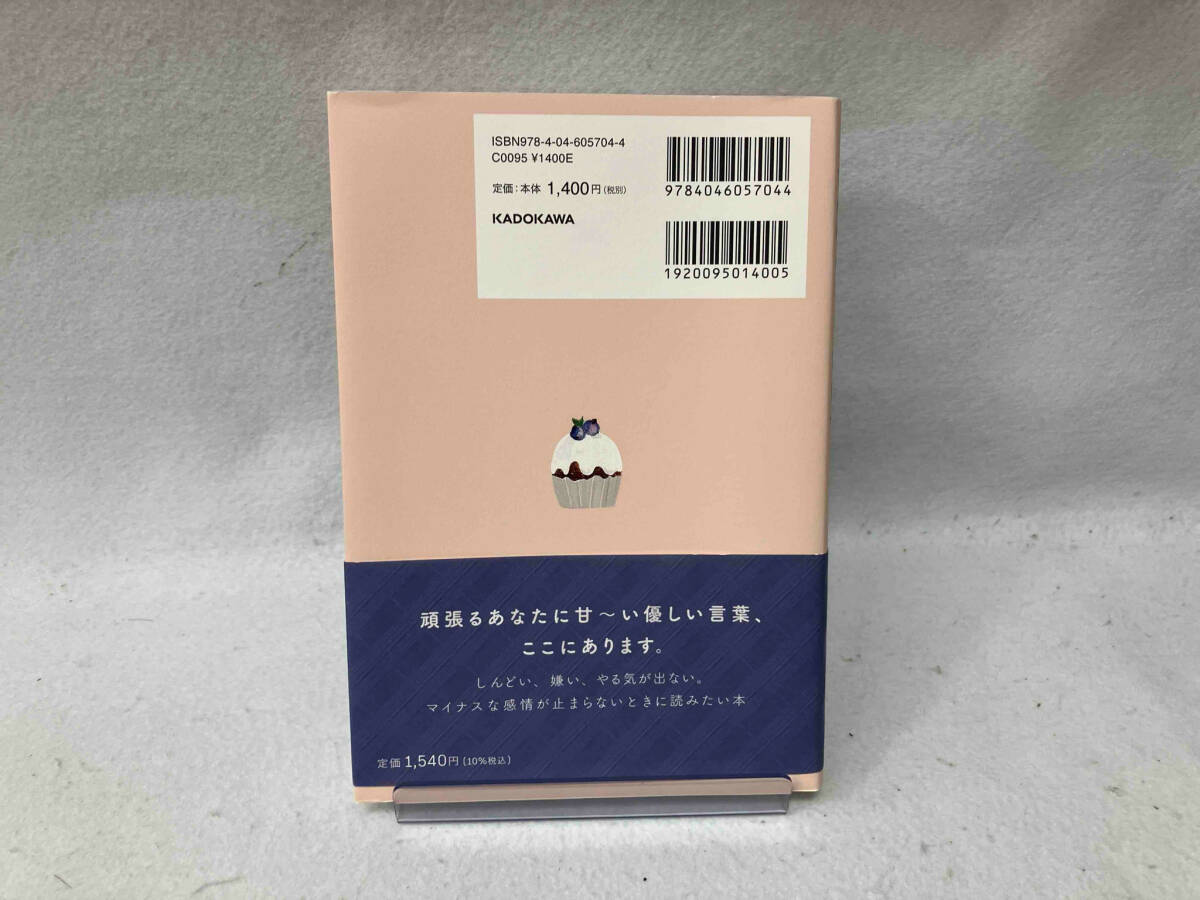 ISBN978-4-04-605704-4
C0095 ¥1400E
定価:本体 1,400円(税別)
KADOKAWA
9784046057044
1920095014005
頑張るあなたに甘～い優しい言葉、
ここにあります。
しんどい、嫌い、やる気が出ない。
マイナスな感情が止まらないときに読みたい本
定価 1,540円(10%税込)